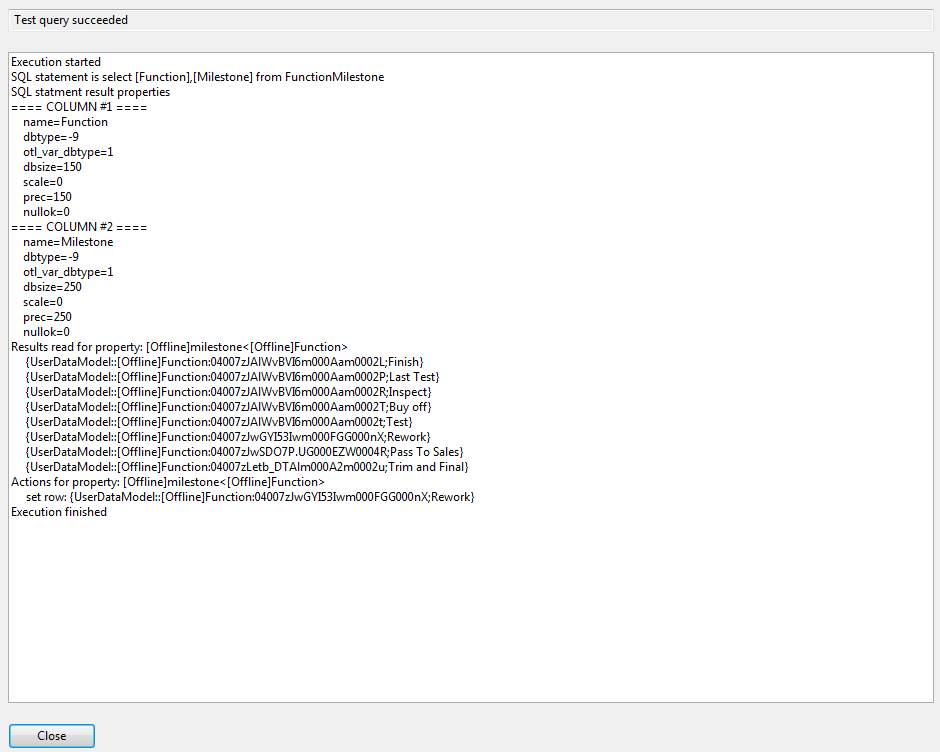 Test query succeeded
Execution started
SQL statement is select [Function],[Milestone] from FunctionMilestone
SQL statment result properties
==== COLUMN #1 ====
name=Function
dbtype=-9
otl_var_dbtype=1
dbsize=150
scale=0
prec=150
nullok=0
==== COLUMN #2 ====
name=Milestone
dbtype=-9
otl_var_dbtype=1
dbsize=250
scale=0
prec=250
nullok=0
Results read for property: [Offline]milestone<[Offline]Function>
{UserDataModel::[Offline]Function:04007zJAIWvBVI6m000Aam0002L;Finish}
{UserDataModel::[Offline]Function:04007zJAIWvBVI6m000Aam0002P;Last Test}
{UserDataModel::[Offline]Function:04007zJAIWvBVI6m000Aam0002R;Inspect}
{UserDataModel::[Offline]Function:04007zJAIWvBVI6m000Aam0002T;Buy off}
{UserDataModel::[Offline]Function:04007zJAIWvBVI6m000Aam0002t;Test}
{UserDataModel::[Offline]Function:04007zJwGYI53Iwm000FGG000nX;Rework}
{UserDataModel::[Offline]Function:04007zJwSDO7P.UG000EZW0004R;Pass To Sales}
{UserDataModel::[Offline]Function:04007zLetb_DTAIm000A2m0002u;Trim and Final}
Actions for property: [Offline]milestone<[Offline]Function>
set row: {UserDataModel::[Offline]Function:04007zJwGYI53Iwm000FGG000nX;Rework}
Execution finished
Close